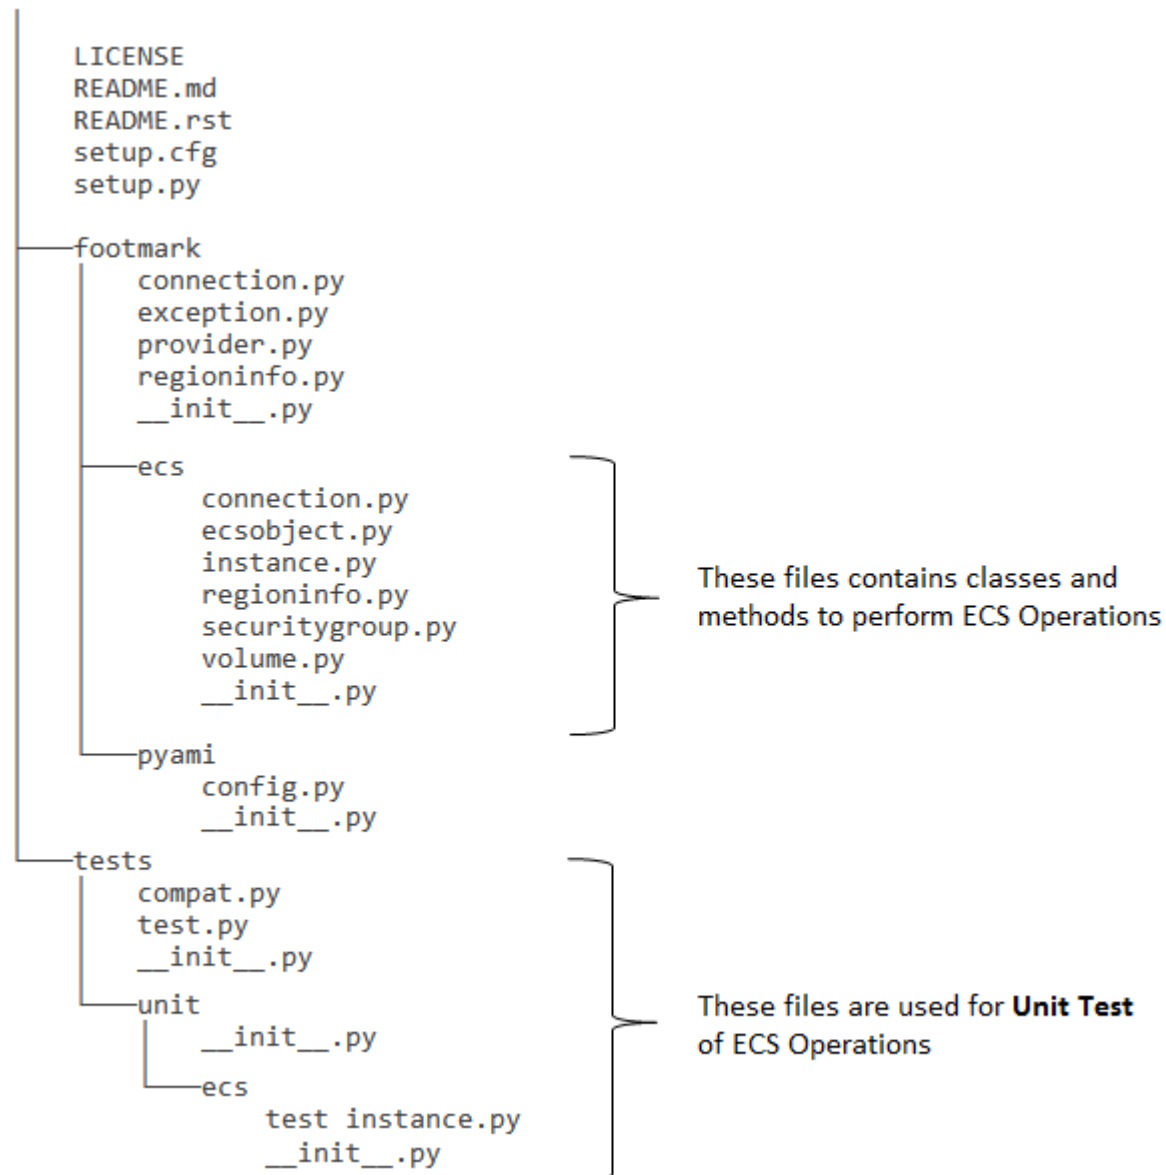 LICENSE
README.md
README.rst
setup.cfg
setup.py
footmark
connection.py
exception.py
provider.py
regioninfo.py
__init__.py
ecs
connection.py
ecsobject.py
instance.py
regioninfo.py
securitygroup.py
volume.py
__init__.py
These files contains classes and
methods to perform ECS Operations
pyami
config.py
__init__.py
tests
compat.py
test.py
__init__.py
unit
__init__.py
ecs
test instance.py
__init__.py
These files are used for Unit Test
of ECS Operations